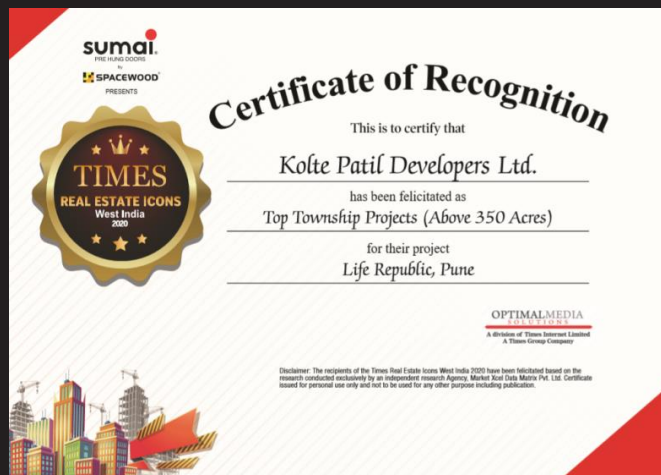 sumai.
PRE HUNG DOORS
by
SPACEWOOD
PRESENTS
TIMES
REAL ESTATE ICONS
West India
2020
Certificate of Recognition
This is to certify that
Kolte Patil Developers Ltd.
has been felicitated as
Top Township Projects (Above 350 Acres)
for their project
Life Republic, Pune
OPTIMALMEDIA
SOLUTIONS
A division of Times Internet Limited
A Times Group Company
Disclaimer: The recipients of the Times Real Estate Icons West India 2020 have been felicitated based on the
research conducted exclusively by an independent research Agency, Market Xcel Data Matrix Pvt. Ltd. Certificate
issued for personal use only and not to be used for any other purpose including publication.